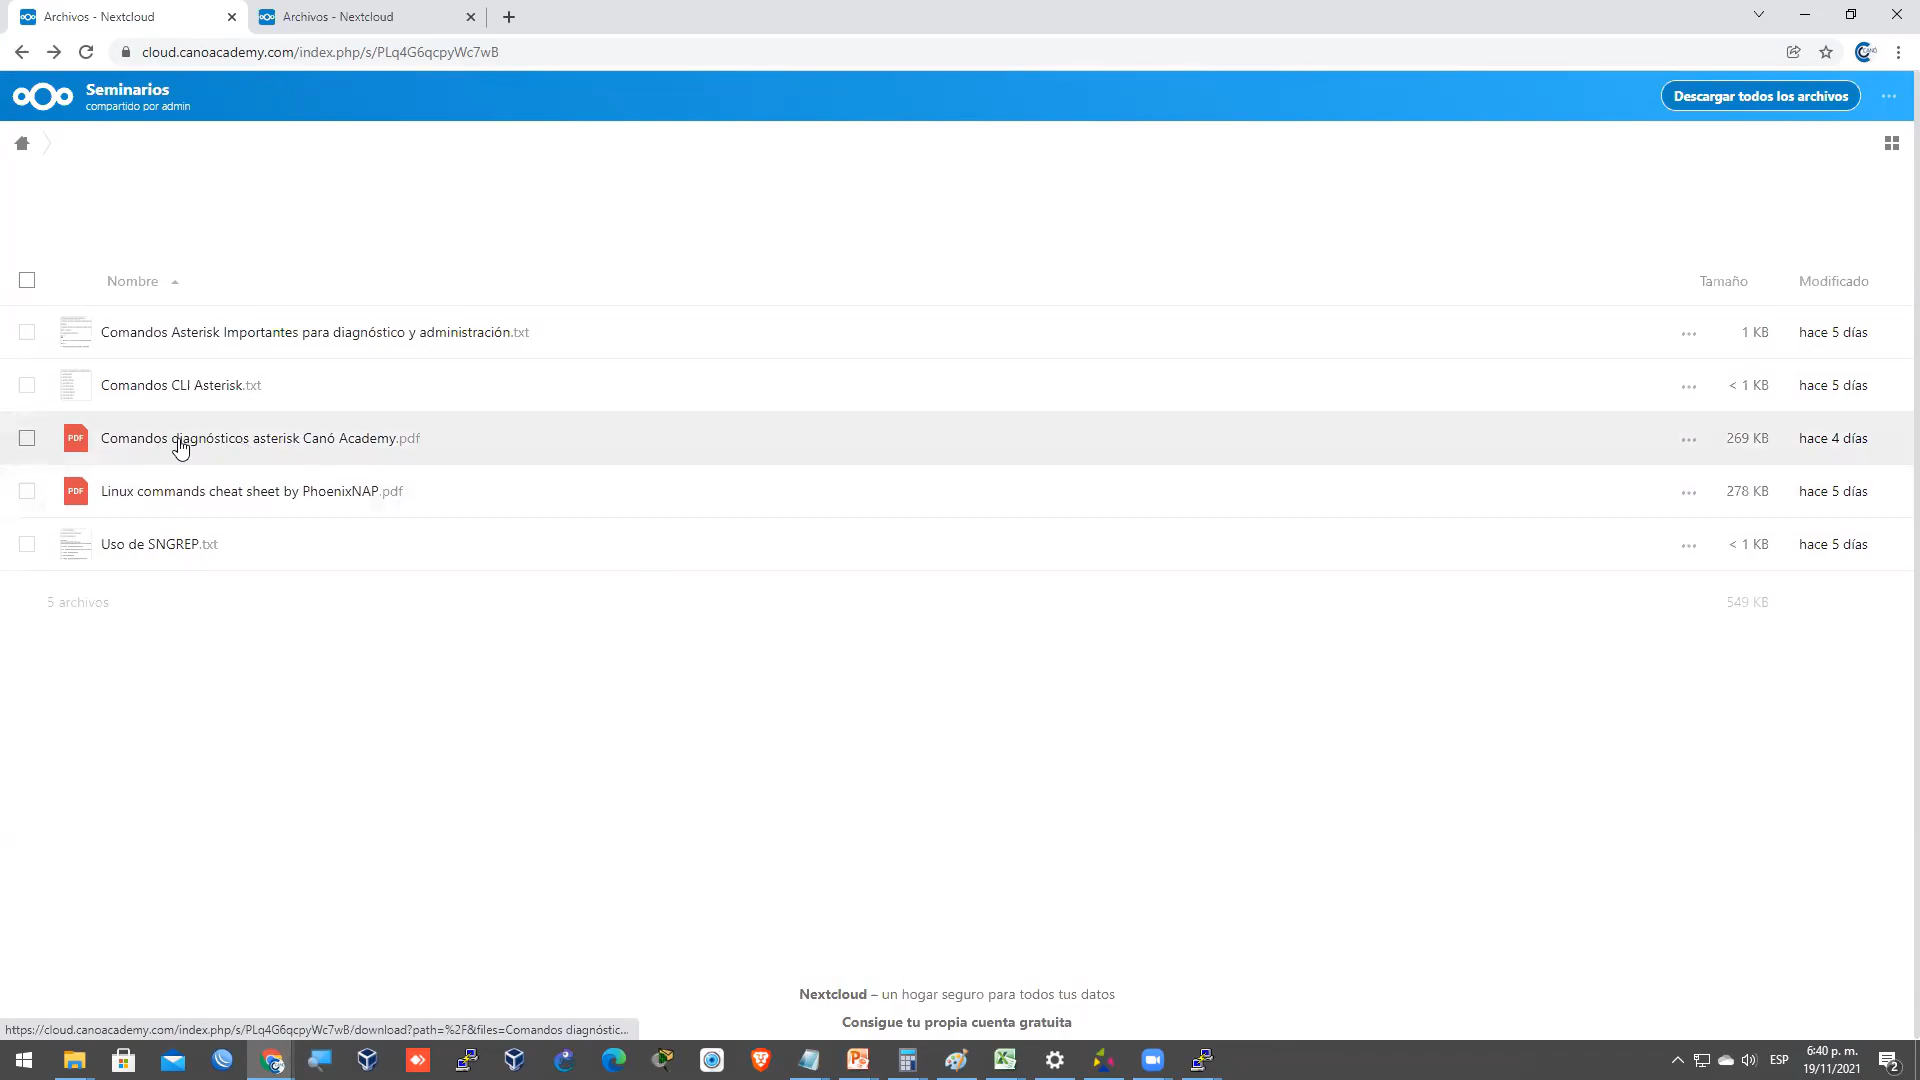 Archivos - Nextcloud
Archivos - Nextcloud
cloud.canoacademy.com/index.php/s/PLq4G6qcpyWc7wB
Seminarios
compartido por admin
Descargar todos los archivos
Nombre
Tamaño
Modificado
Comandos Asterisk Importantes para diagnóstico y administración.txt
1 KB
hace 5 días
Comandos CLI Asterisk.txt
< 1 KB
hace 5 días
PDF
Comandos diagnósticos asterisk Canó Academy.pdf
269 KB
hace 4 días
PDF
Linux commands cheat sheet by PhoenixNAP.pdf
278 KB
hace 5 días
Uso de SNGREP.txt
< 1 KB
hace 5 días
5 archivos
549 KB
Nextcloud – un hogar seguro para todos tus datos
Consigue tu propia cuenta gratuita
https://cloud.canoacademy.com/index.php/s/PLq4G6qcpyWc7wB/download?path=%2F&files=Comandos diagnóstic...
ESP
6:40 p. m.
19/11/2021
2